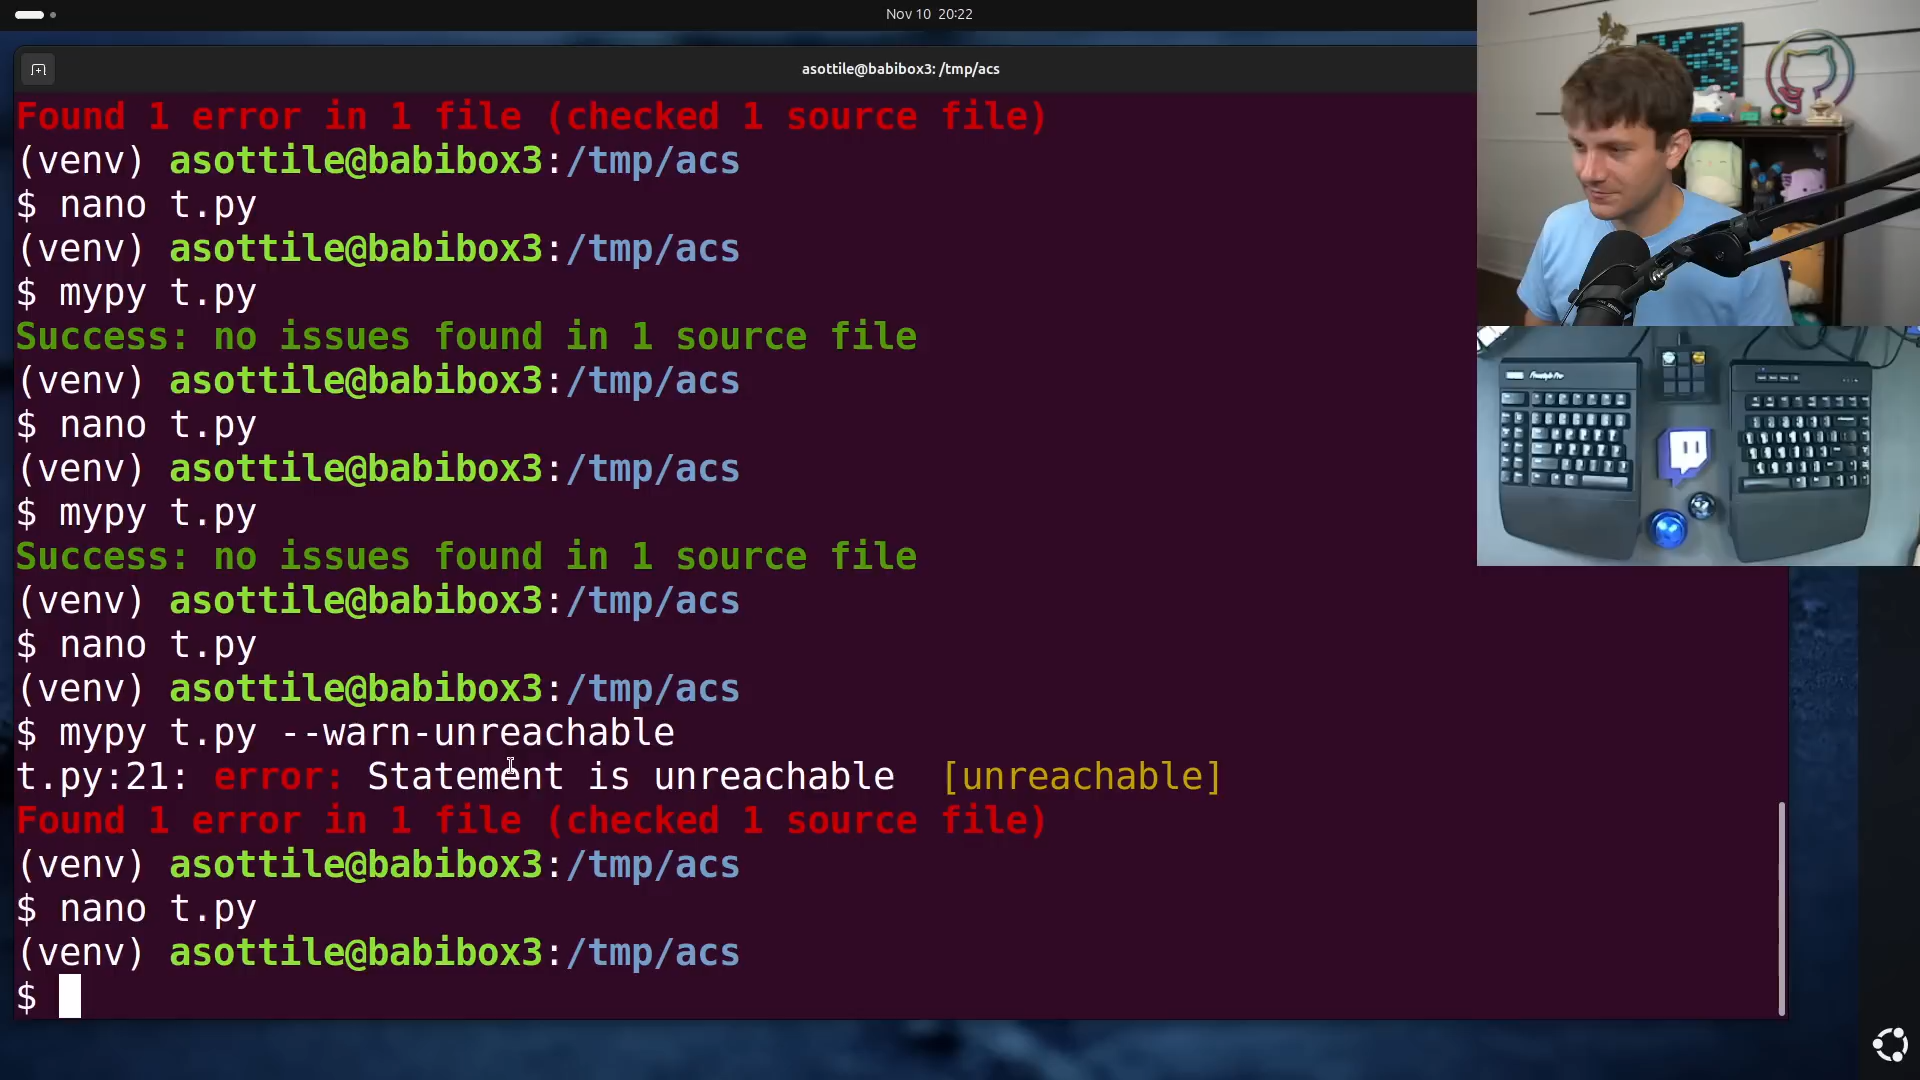 Nov 10 20:22
asottile@babibox3: /tmp/acs
Found 1 error in 1 file (checked 1 source file)
(venv) asottile@babibox3:/tmp/acs
$ nano t.py
(venv) asottile@babibox3:/tmp/acs
$ mypy t.py
Success: no issues found in 1 source file
(venv) asottile@babibox3:/tmp/acs
$ nano t.py
(venv) asottile@babibox3:/tmp/acs
$ mypy t.py
Success: no issues found in 1 source file
(venv) asottile@babibox3:/tmp/acs
$ nano t.py
(venv) asottile@babibox3:/tmp/acs
$ mypy t.py --warn-unreachable
t.py:21: error: Statement is unreachable  [unreachable]
Found 1 error in 1 file (checked 1 source file)
(venv) asottile@babibox3:/tmp/acs
$ nano t.py
(venv) asottile@babibox3:/tmp/acs
$
Freestyle Pro